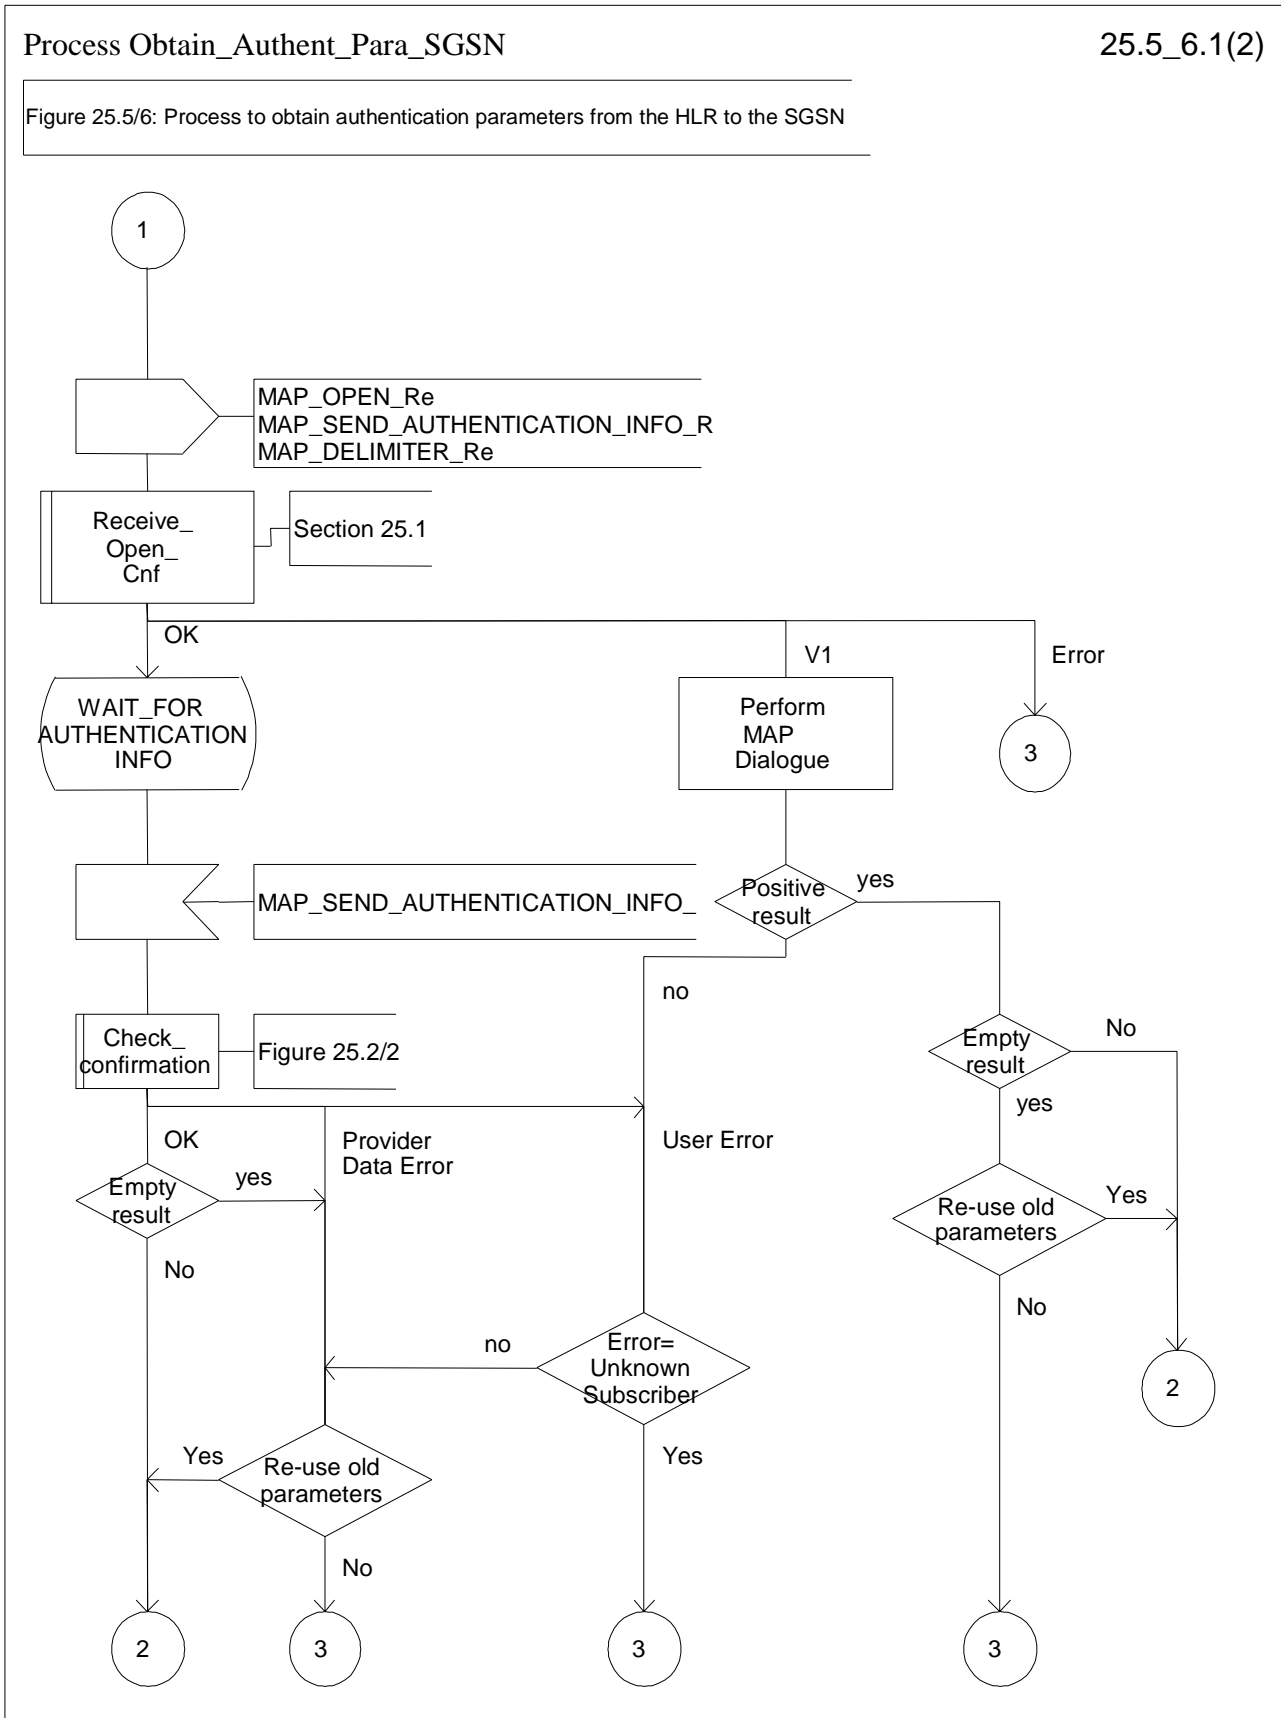 Process Obtain_Authent_Para_SGSN
25.5_6.1(2)
Figure 25.5/6: Process to obtain authentication parameters from the HLR to the SGSN
1
MAP_OPEN_Re
MAP_SEND_AUTHENTICATION_INFO_R
MAP_DELIMITER_Re
Receive_
Open_
Cnf
Section 25.1
OK
V1
Error
WAIT_FOR
AUTHENTICATION
INFO
Perform
MAP
Dialogue
3
MAP_SEND_AUTHENTICATION_INFO_
Positive
result
yes
no
Check_
confirmation
Figure 25.2/2
Empty
result
No
yes
OK
Provider
Data Error
User Error
Empty
result
yes
Re-use old
parameters
Yes
No
No
Error=
Unknown
Subscriber
no
2
Yes
Re-use old
parameters
Yes
No
2
3
3
3